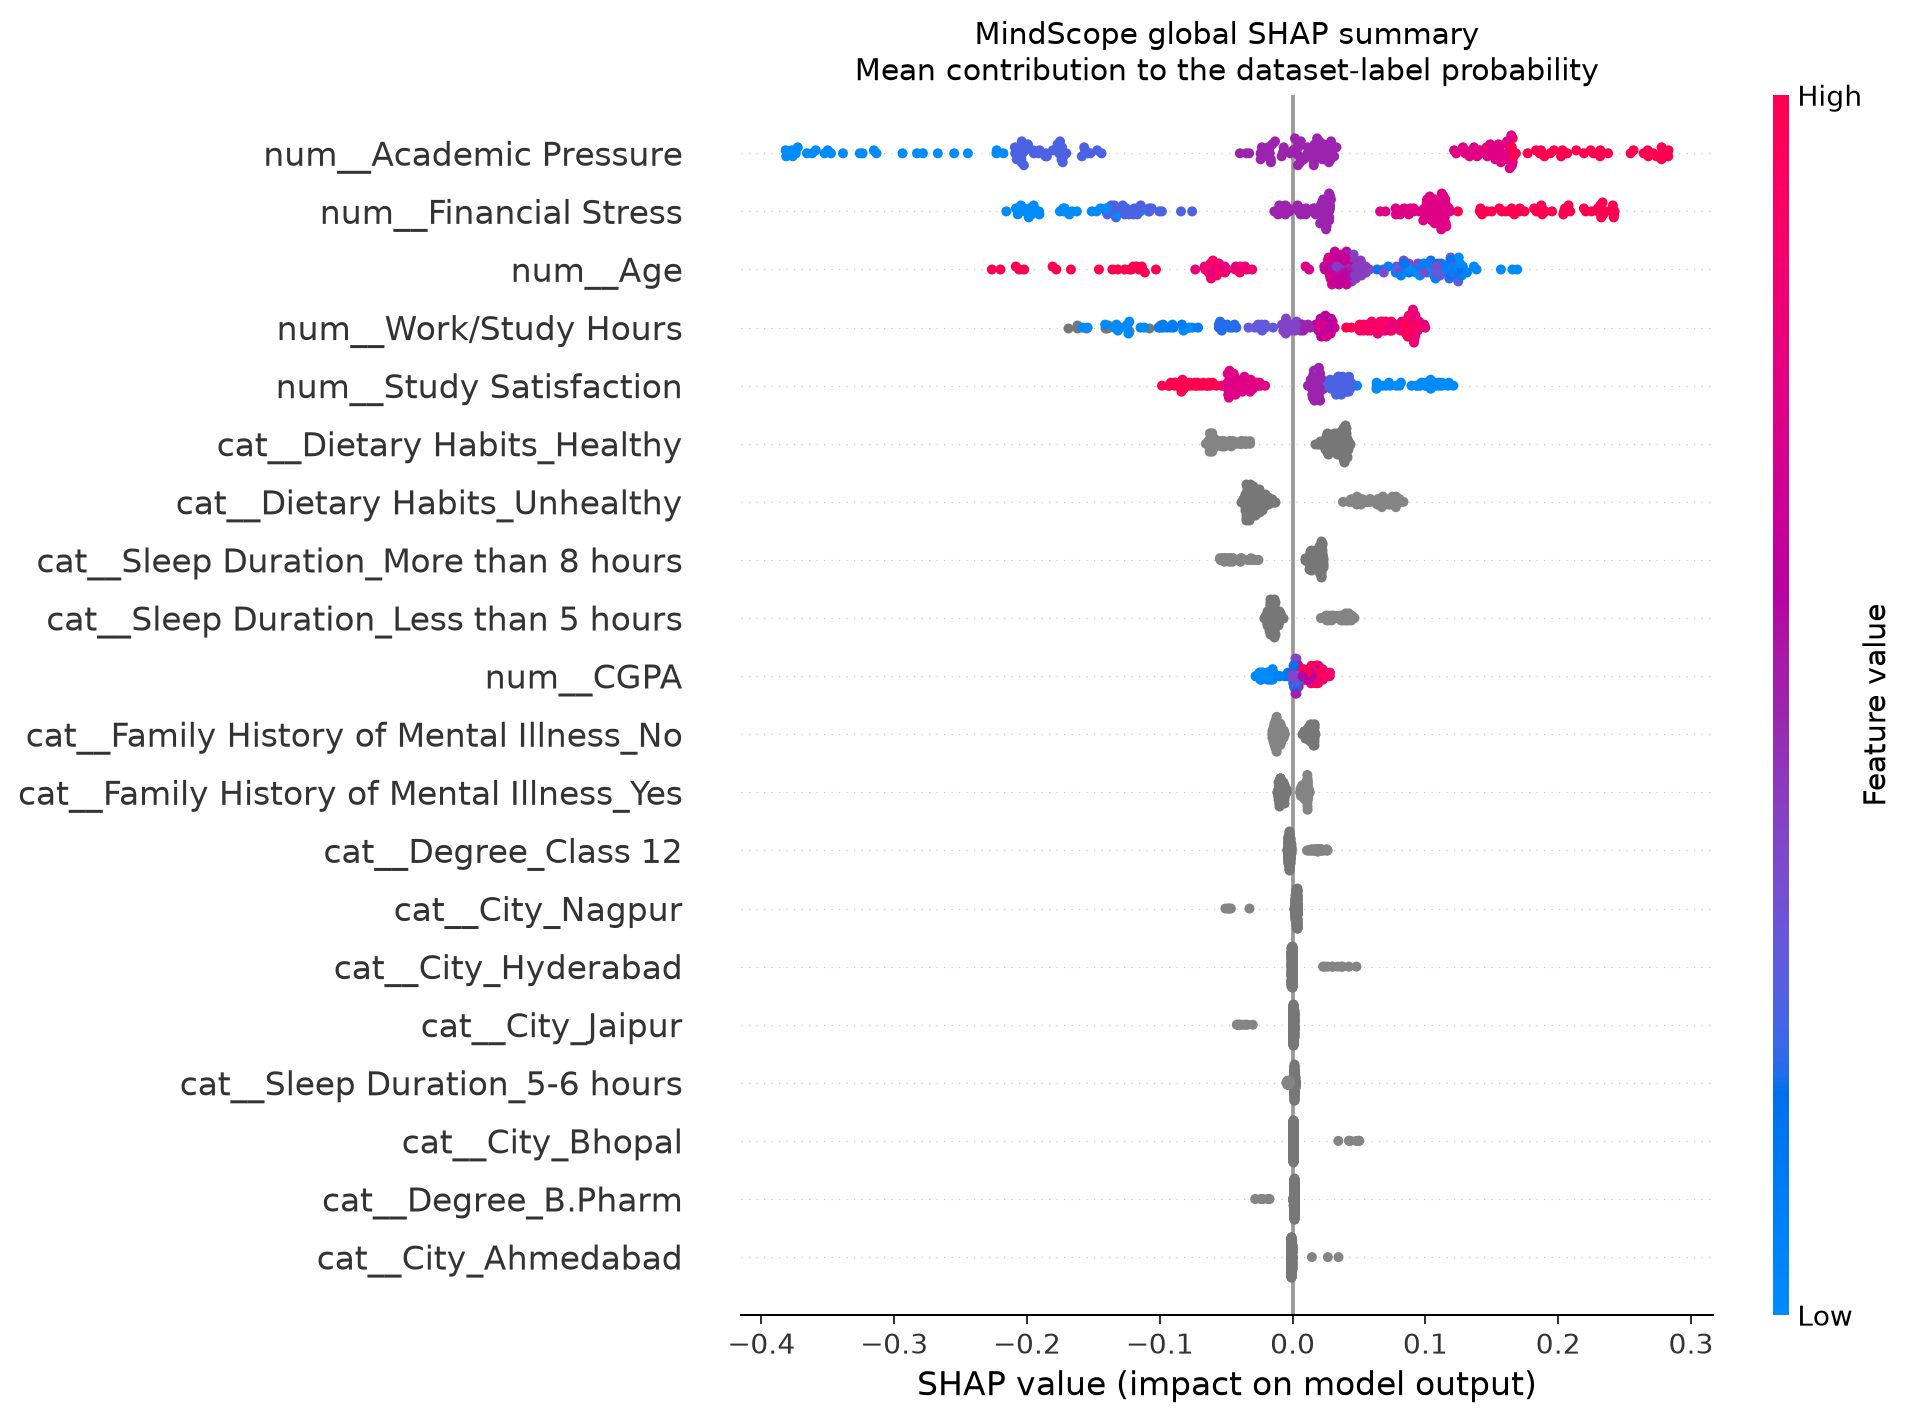 MindScope global SHAP summary
Mean contribution to the dataset-label probability
High
num__Academic Pressure
num__Financial Stress
num__Age
num__Work/Study Hours
num__Study Satisfaction
cat__Dietary Habits_Healthy
cat__Dietary Habits_Unhealthy
cat__Sleep Duration_More than 8 hours
cat__Sleep Duration_Less than 5 hours
num__CGPA
cat__Family History of Mental Illness_No
cat__Family History of Mental Illness_Yes
cat__Degree_Class 12
cat__City_Nagpur
cat__City_Hyderabad
cat__City_Jaipur
cat__Sleep Duration_5-6 hours
cat__City_Bhopal
cat__Degree_B.Pharm
cat__City_Ahmedabad
Feature value
Low
−0.4 −0.3 −0.2 −0.1 0.0 0.1 0.2 0.3
SHAP value (impact on model output)